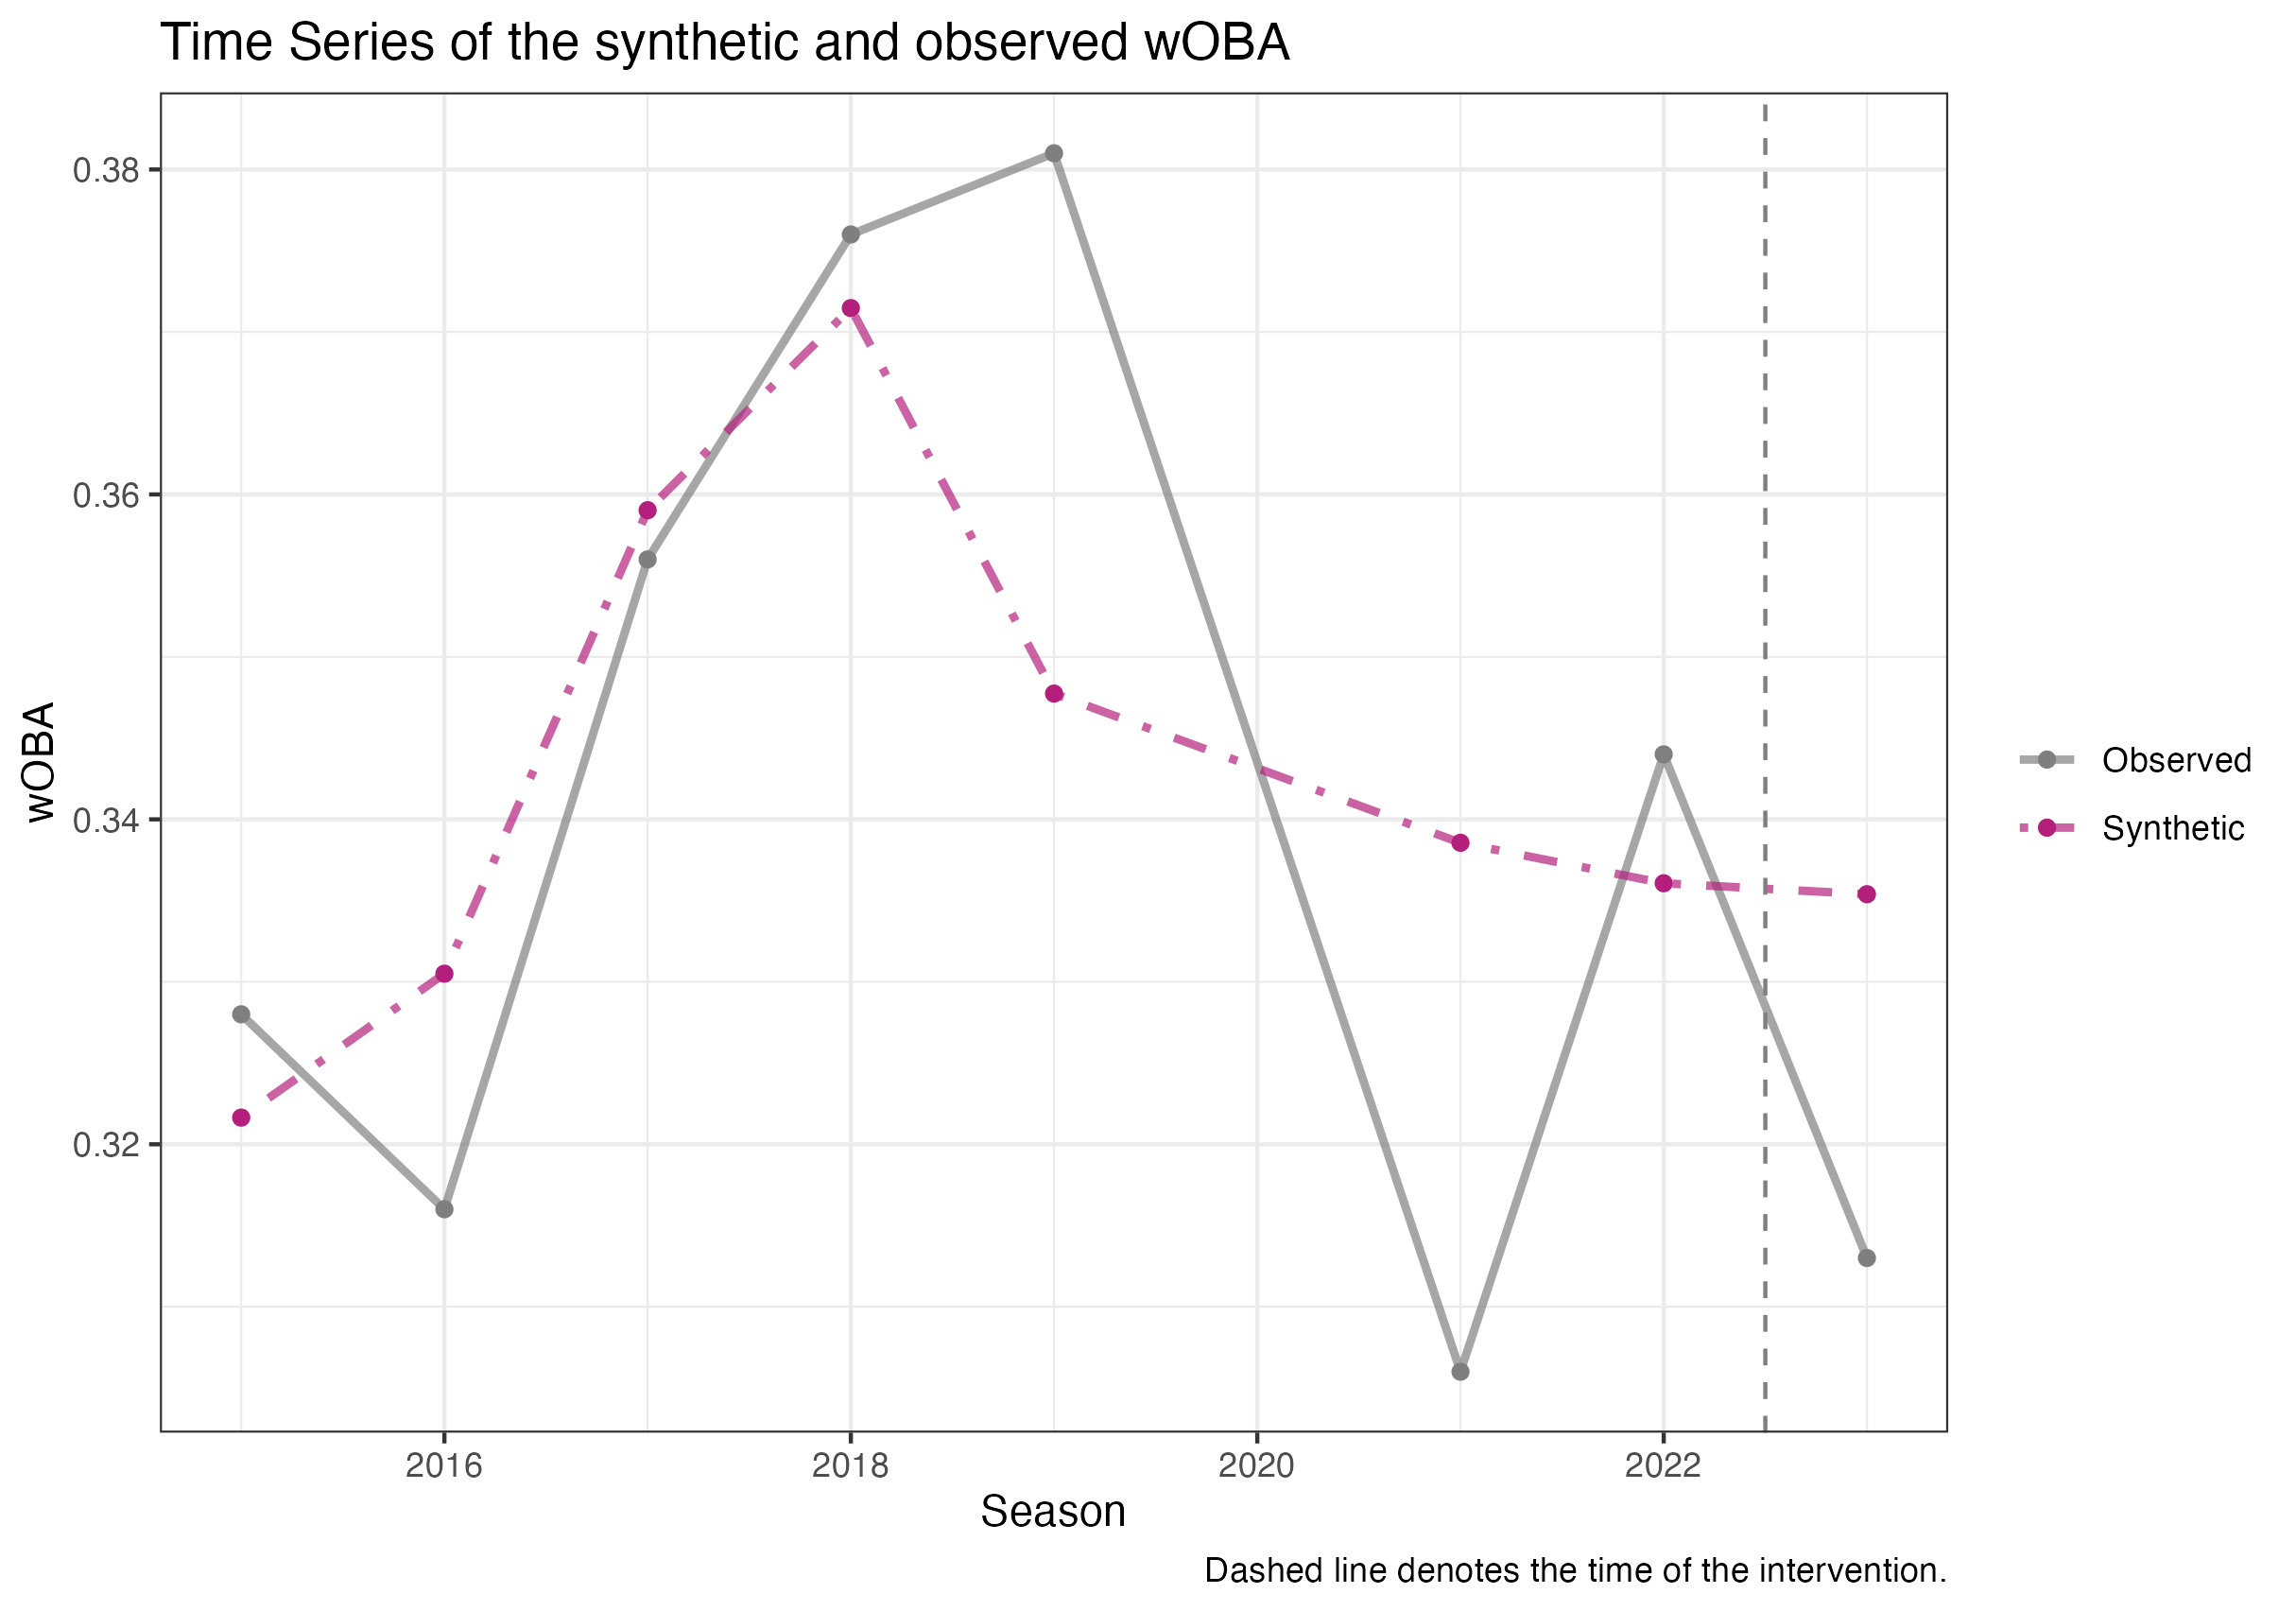 Time Series of the synthetic and observed wOBA
wOBA
0.38
0.36
0.34
0.32
2016
2018
2020
2022
Season
Observed
Synthetic
Dashed line denotes the time of the intervention.